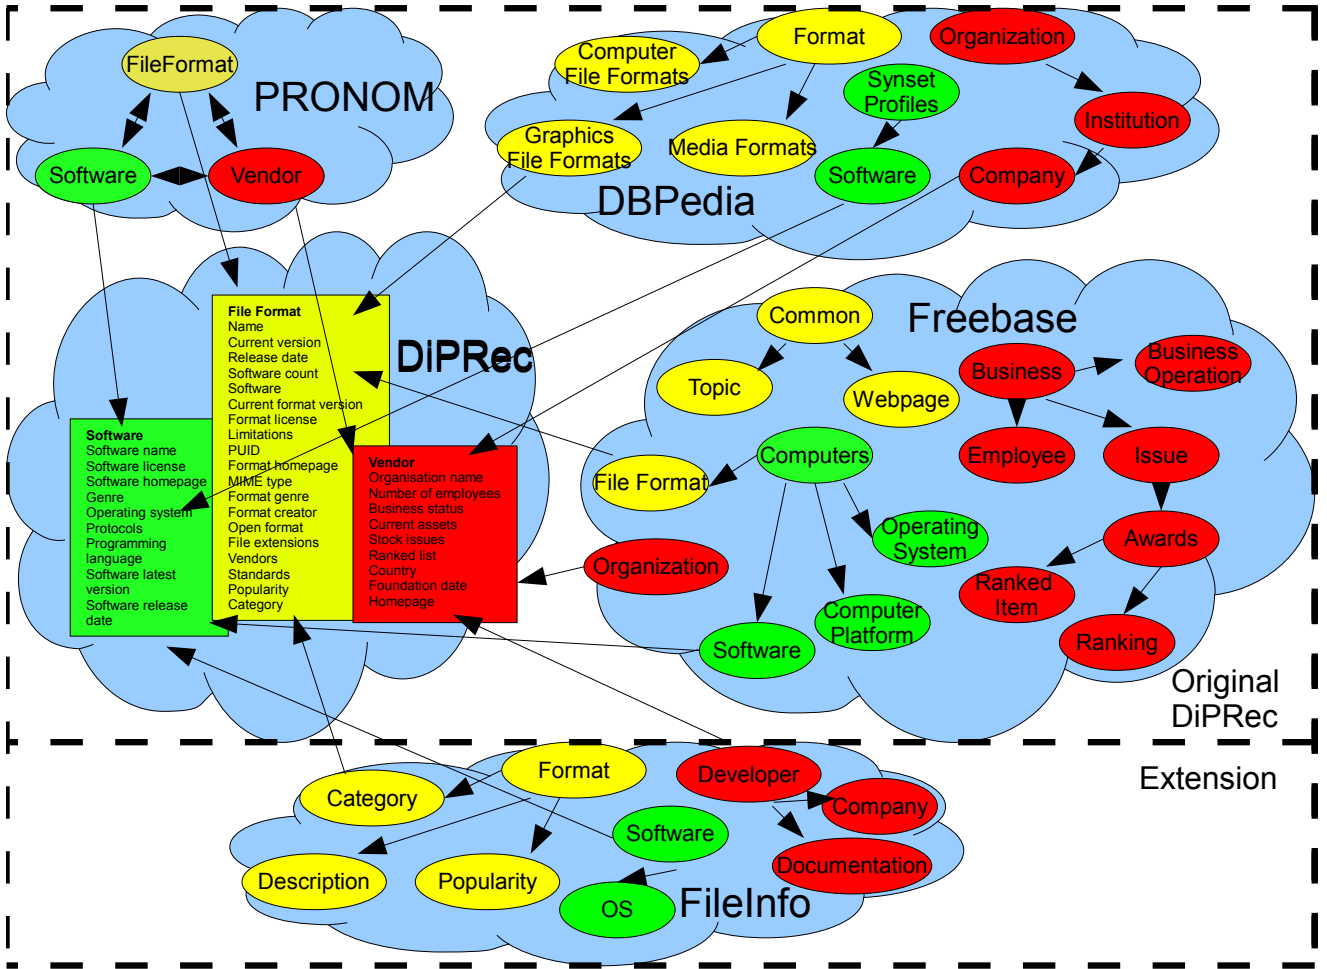 FileFormat
PRONOM
Software
Vendor
Computer
File Formats
Format
Organization
Synset
Profiles
Institution
Graphics
File Formats
Media Formats
Software
Company
DBPedia
DiPRec
File Format
Name
Current version
Release date
Software count
Software
Current format version
Format license
Limitations
PUID
Format homepage
MIME type
Format genre
Format creator
Open format
File extensions
Vendors
Standards
Popularity
Category
Software
Software name
Software license
Software homepage
Genre
Operating system
Protocols
Programming
language
Software latest
version
Software release
date
Vendor
Organisation name
Number of employees
Business status
Current assets
Stock issues
Ranked list
Country
Foundation date
Homepage
Common
Freebase
Topic
Webpage
Business
Business
Operation
File Format
Computers
Employee
Issue
Organization
Operating
System
Awards
Ranked
Item
Software
Computer
Platform
Ranking
Original
DiPRec
Extension
Category
Format
Developer
Company
Software
Description
Popularity
Documentation
OS
FileInfo